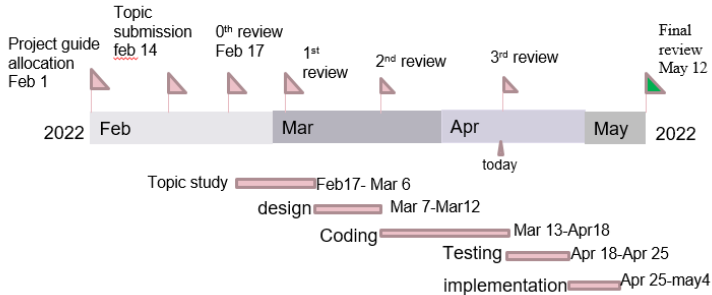 Project guide
allocation
Feb 1
Topic
submission
feb 14
0th review
Feb 17
1st
review
2nd review
3rd review
Final
review
May 12
2022
Feb
Mar
Apr
May
2022
today
Topic study
Feb17- Mar 6
design
Mar 7-Mar12
Coding
Mar 13-Apr18
Testing
Apr 18-Apr 25
implementation
Apr 25-may4